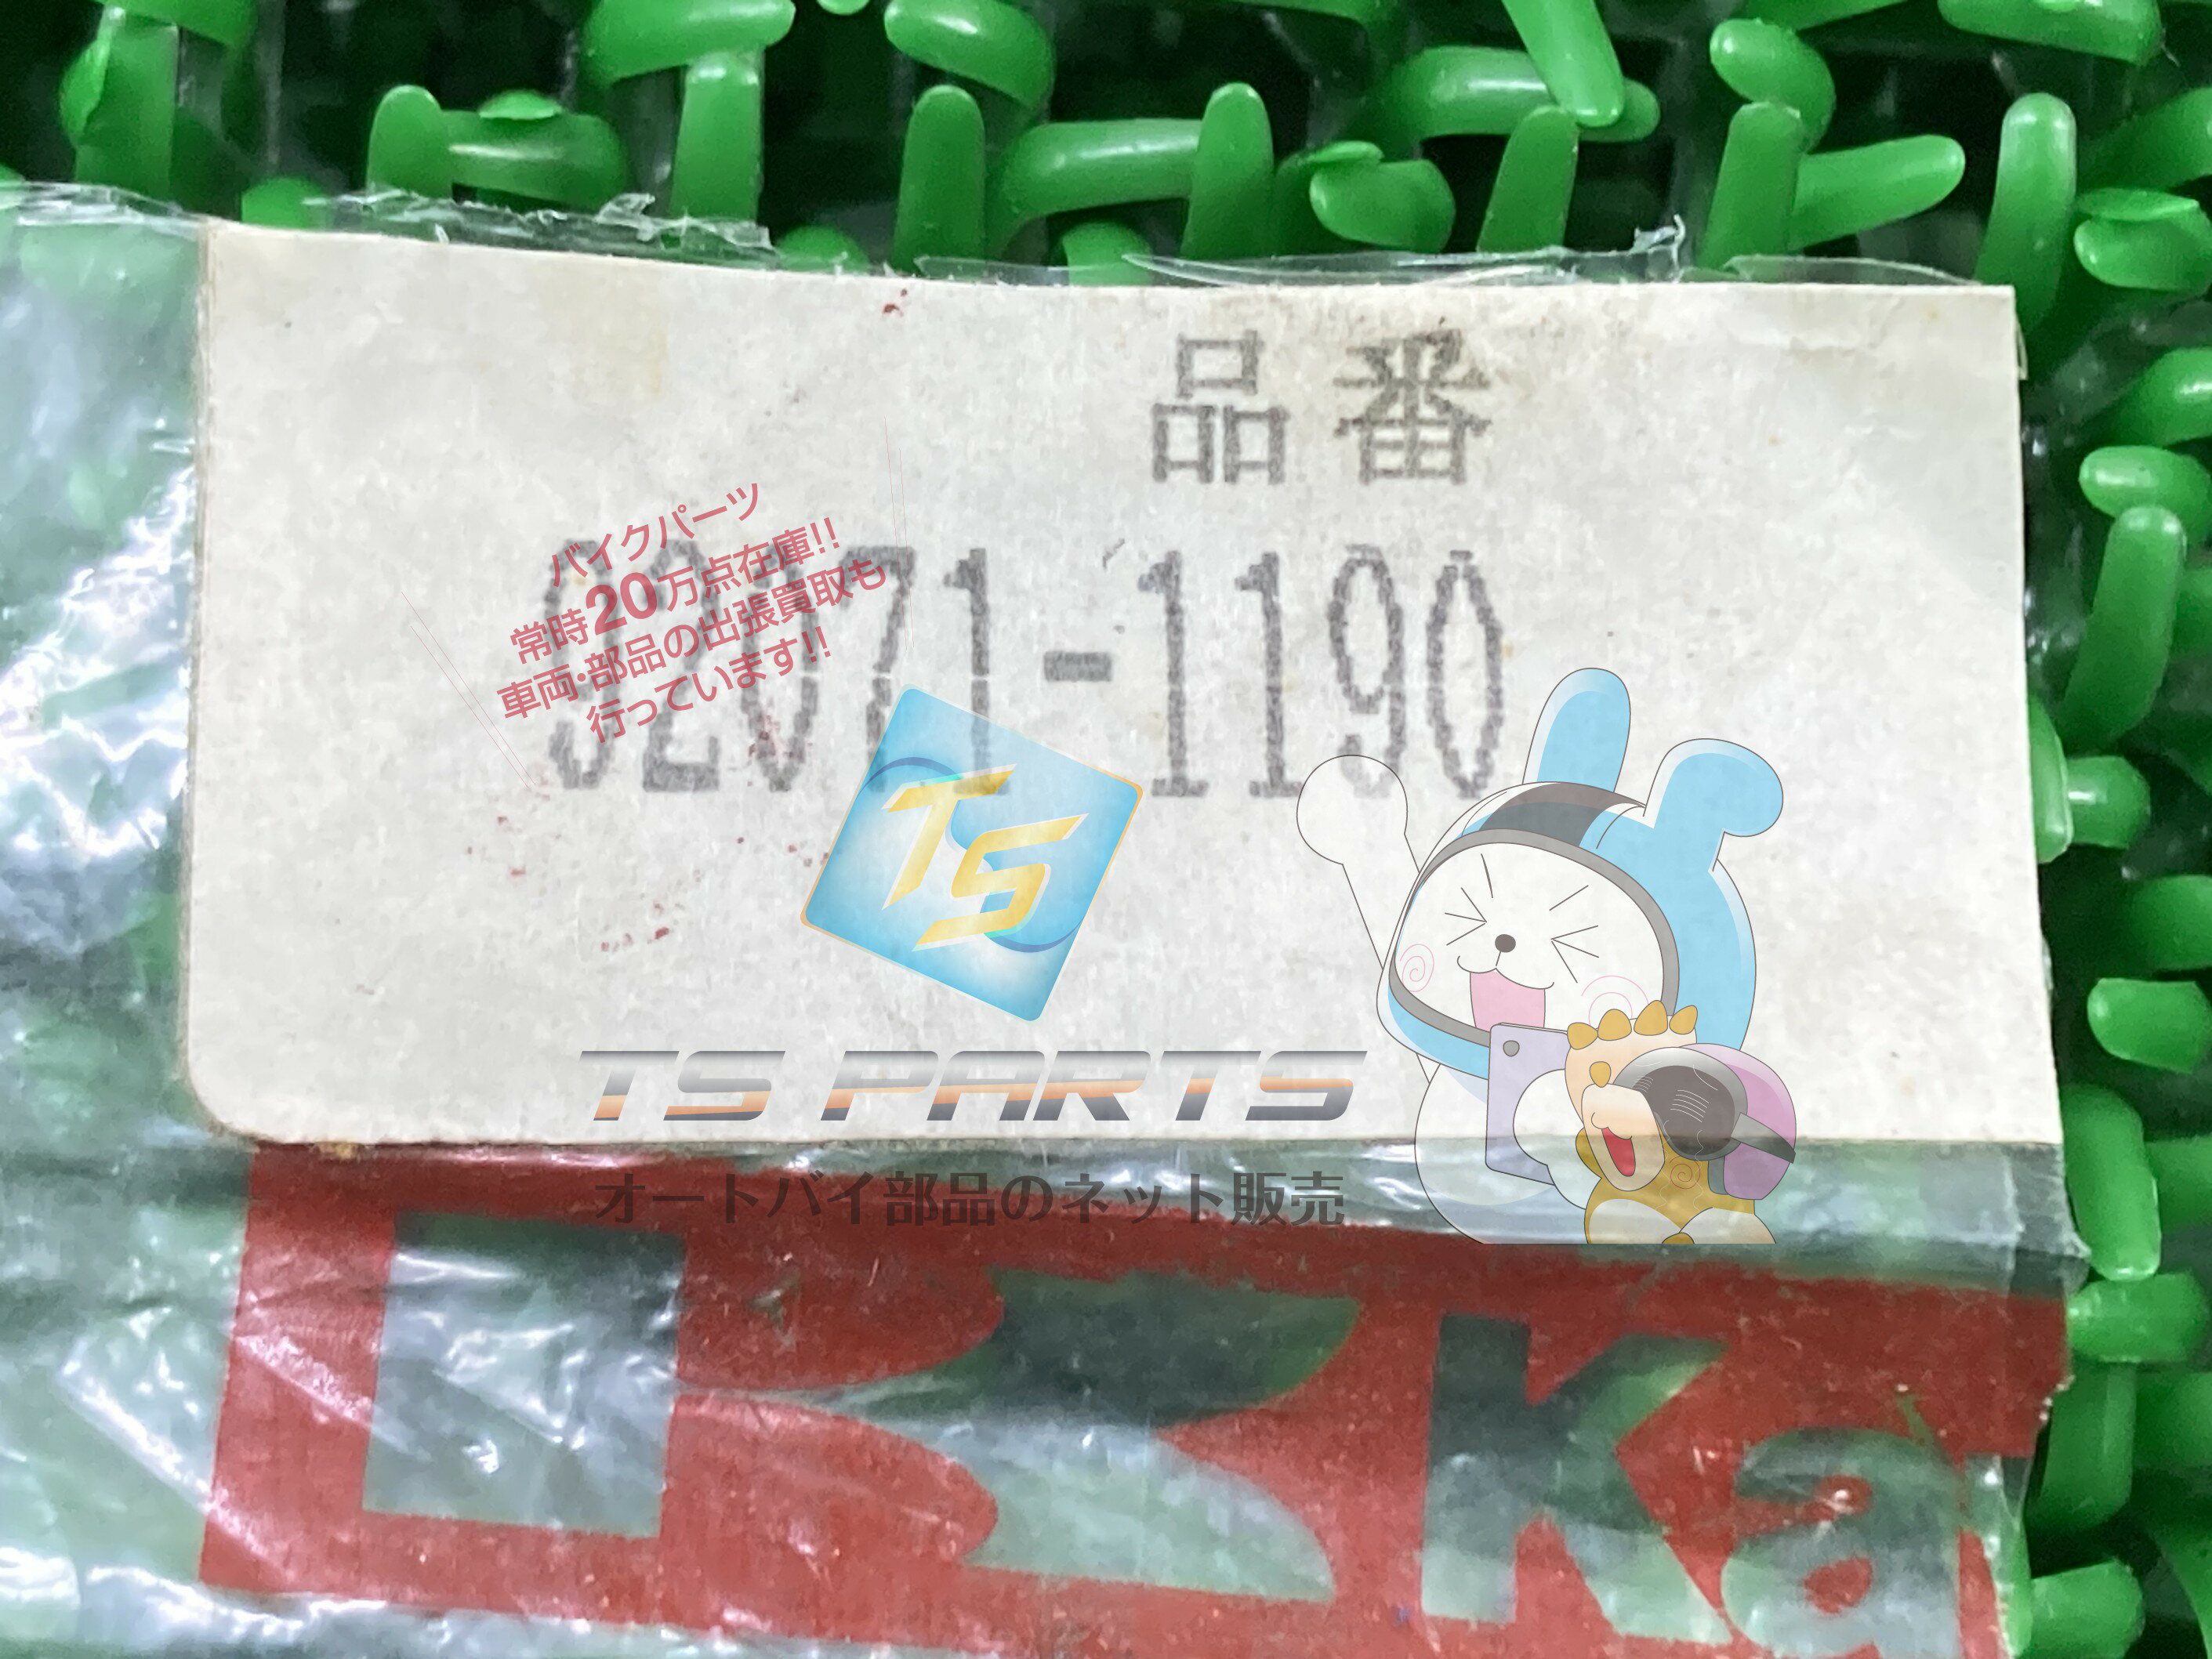 品番
92071-1190
バイクパーツ
常時20万点在庫!!
車両・部品の出張買取も
行っています!!
TS
TS PARTS
オートバイ部品のネット販売
Ka